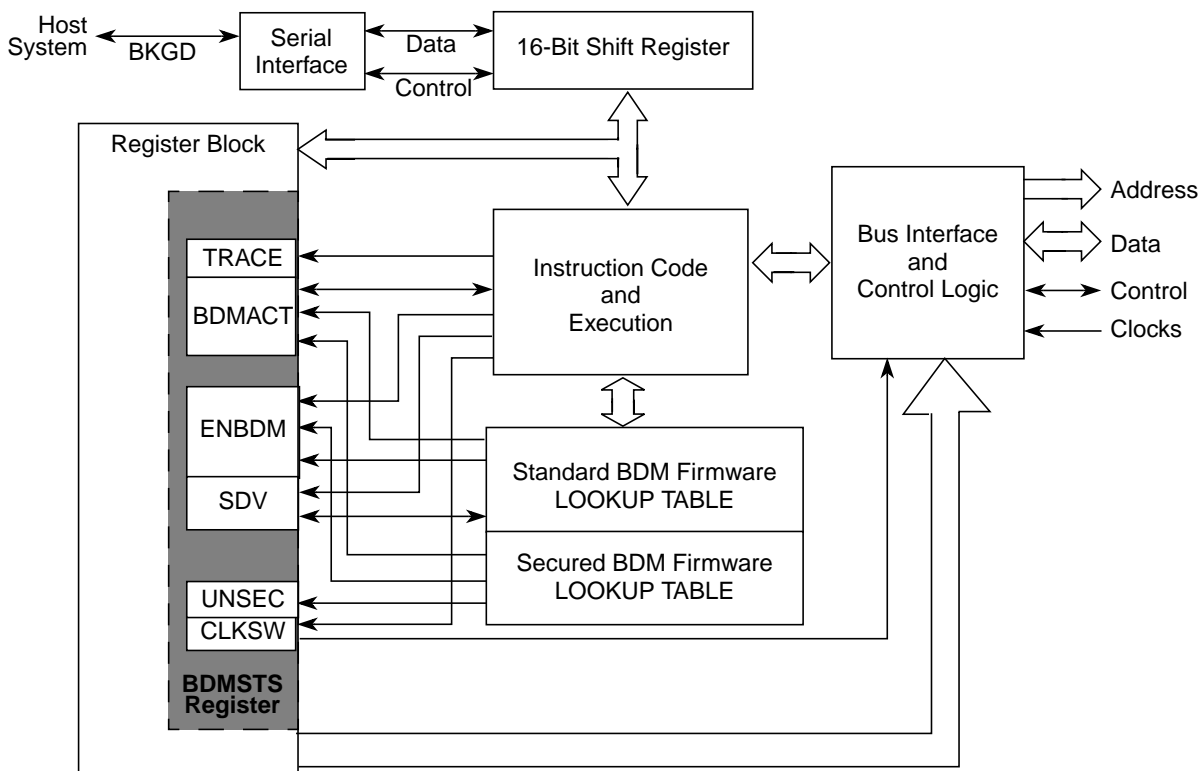 Host
System
BKGD
Serial
Interface
Data
Control
16-Bit Shift Register
Register Block
TRACE
BDMACT
ENBDM
SDV
UNSEC
CLKSW
BDMSTS
Register
Instruction Code
and
Execution
Standard BDM Firmware
LOOKUP TABLE
Secured BDM Firmware
LOOKUP TABLE
Bus Interface
and
Control Logic
Address
Data
Control
Clocks